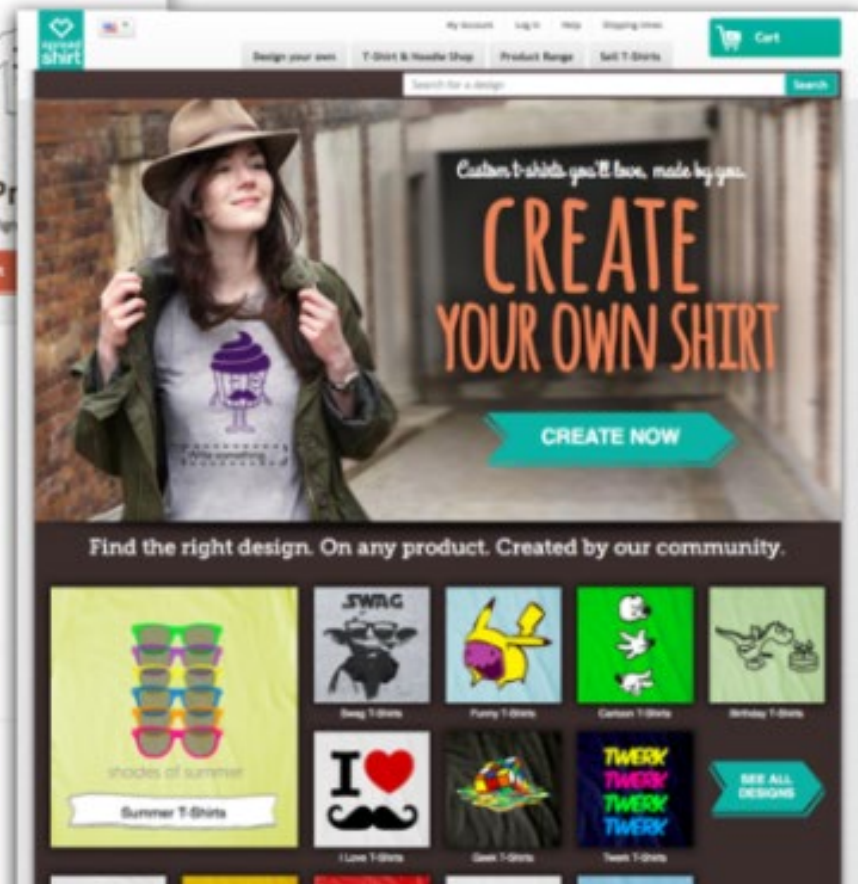 spread
shirt
My Account Log In Help Shipping times
Cart
Design your own T-Shirt & Hoodie Shop Product Range Sell T-Shirts
Search for a design Search
Custom t-shirts you'll love, made by you.
CREATE
YOUR OWN SHIRT
Write something...
CREATE NOW
Find the right design. On any product. Created by our community.
SWAG
Swag T-Shirts Funny T-Shirts Cartoon T-Shirts Birthday T-Shirts
shades of summer
Summer T-Shirts
I
TWERK
TWERK
TWERK
TWERK
SEE ALL
DESIGNS
I Love T-Shirts Geek T-Shirts Twerk T-Shirts